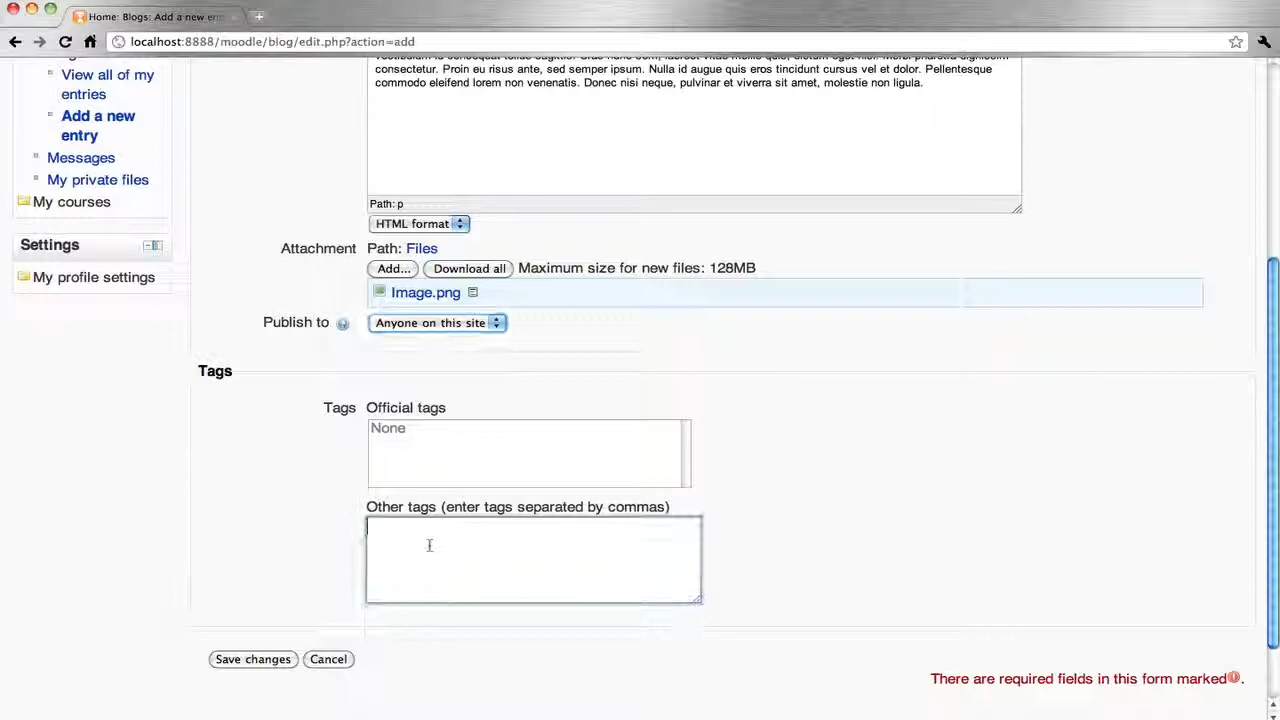 Home: Blogs: Add a new en
localhost:8888/moodle/blog/edit.php?action=add
View all of my
entries
Add a new
entry
Messages
My private files
My courses
Settings
My profile settings
consectetur. Proin eu risus ante, sed semper ipsum. Nulla id augue quis eros tincidunt cursus vel et dolor. Pellentesque
commodo eleifend lorem non venenatis. Donec nisi neque, pulvinar et viverra sit amet, molestie non ligula.
Path: p
HTML format
Attachment Path: Files
Add... Download all Maximum size for new files: 128MB
Image.png
Publish to Anyone on this site
Tags
Tags Official tags
None
Other tags (enter tags separated by commas)
Save changes Cancel
There are required fields in this form marked .